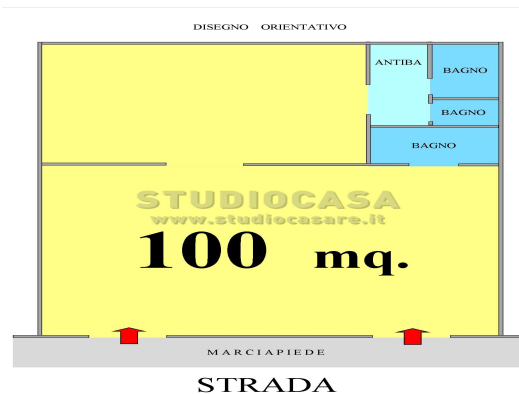 DISEGNO ORIENTATIVO
ANTIBA
BAGNO
BAGNO
BAGNO
STUDIOCASA
www.studiocasare.it
100 mq.
MARCIAPIEDE
STRADA